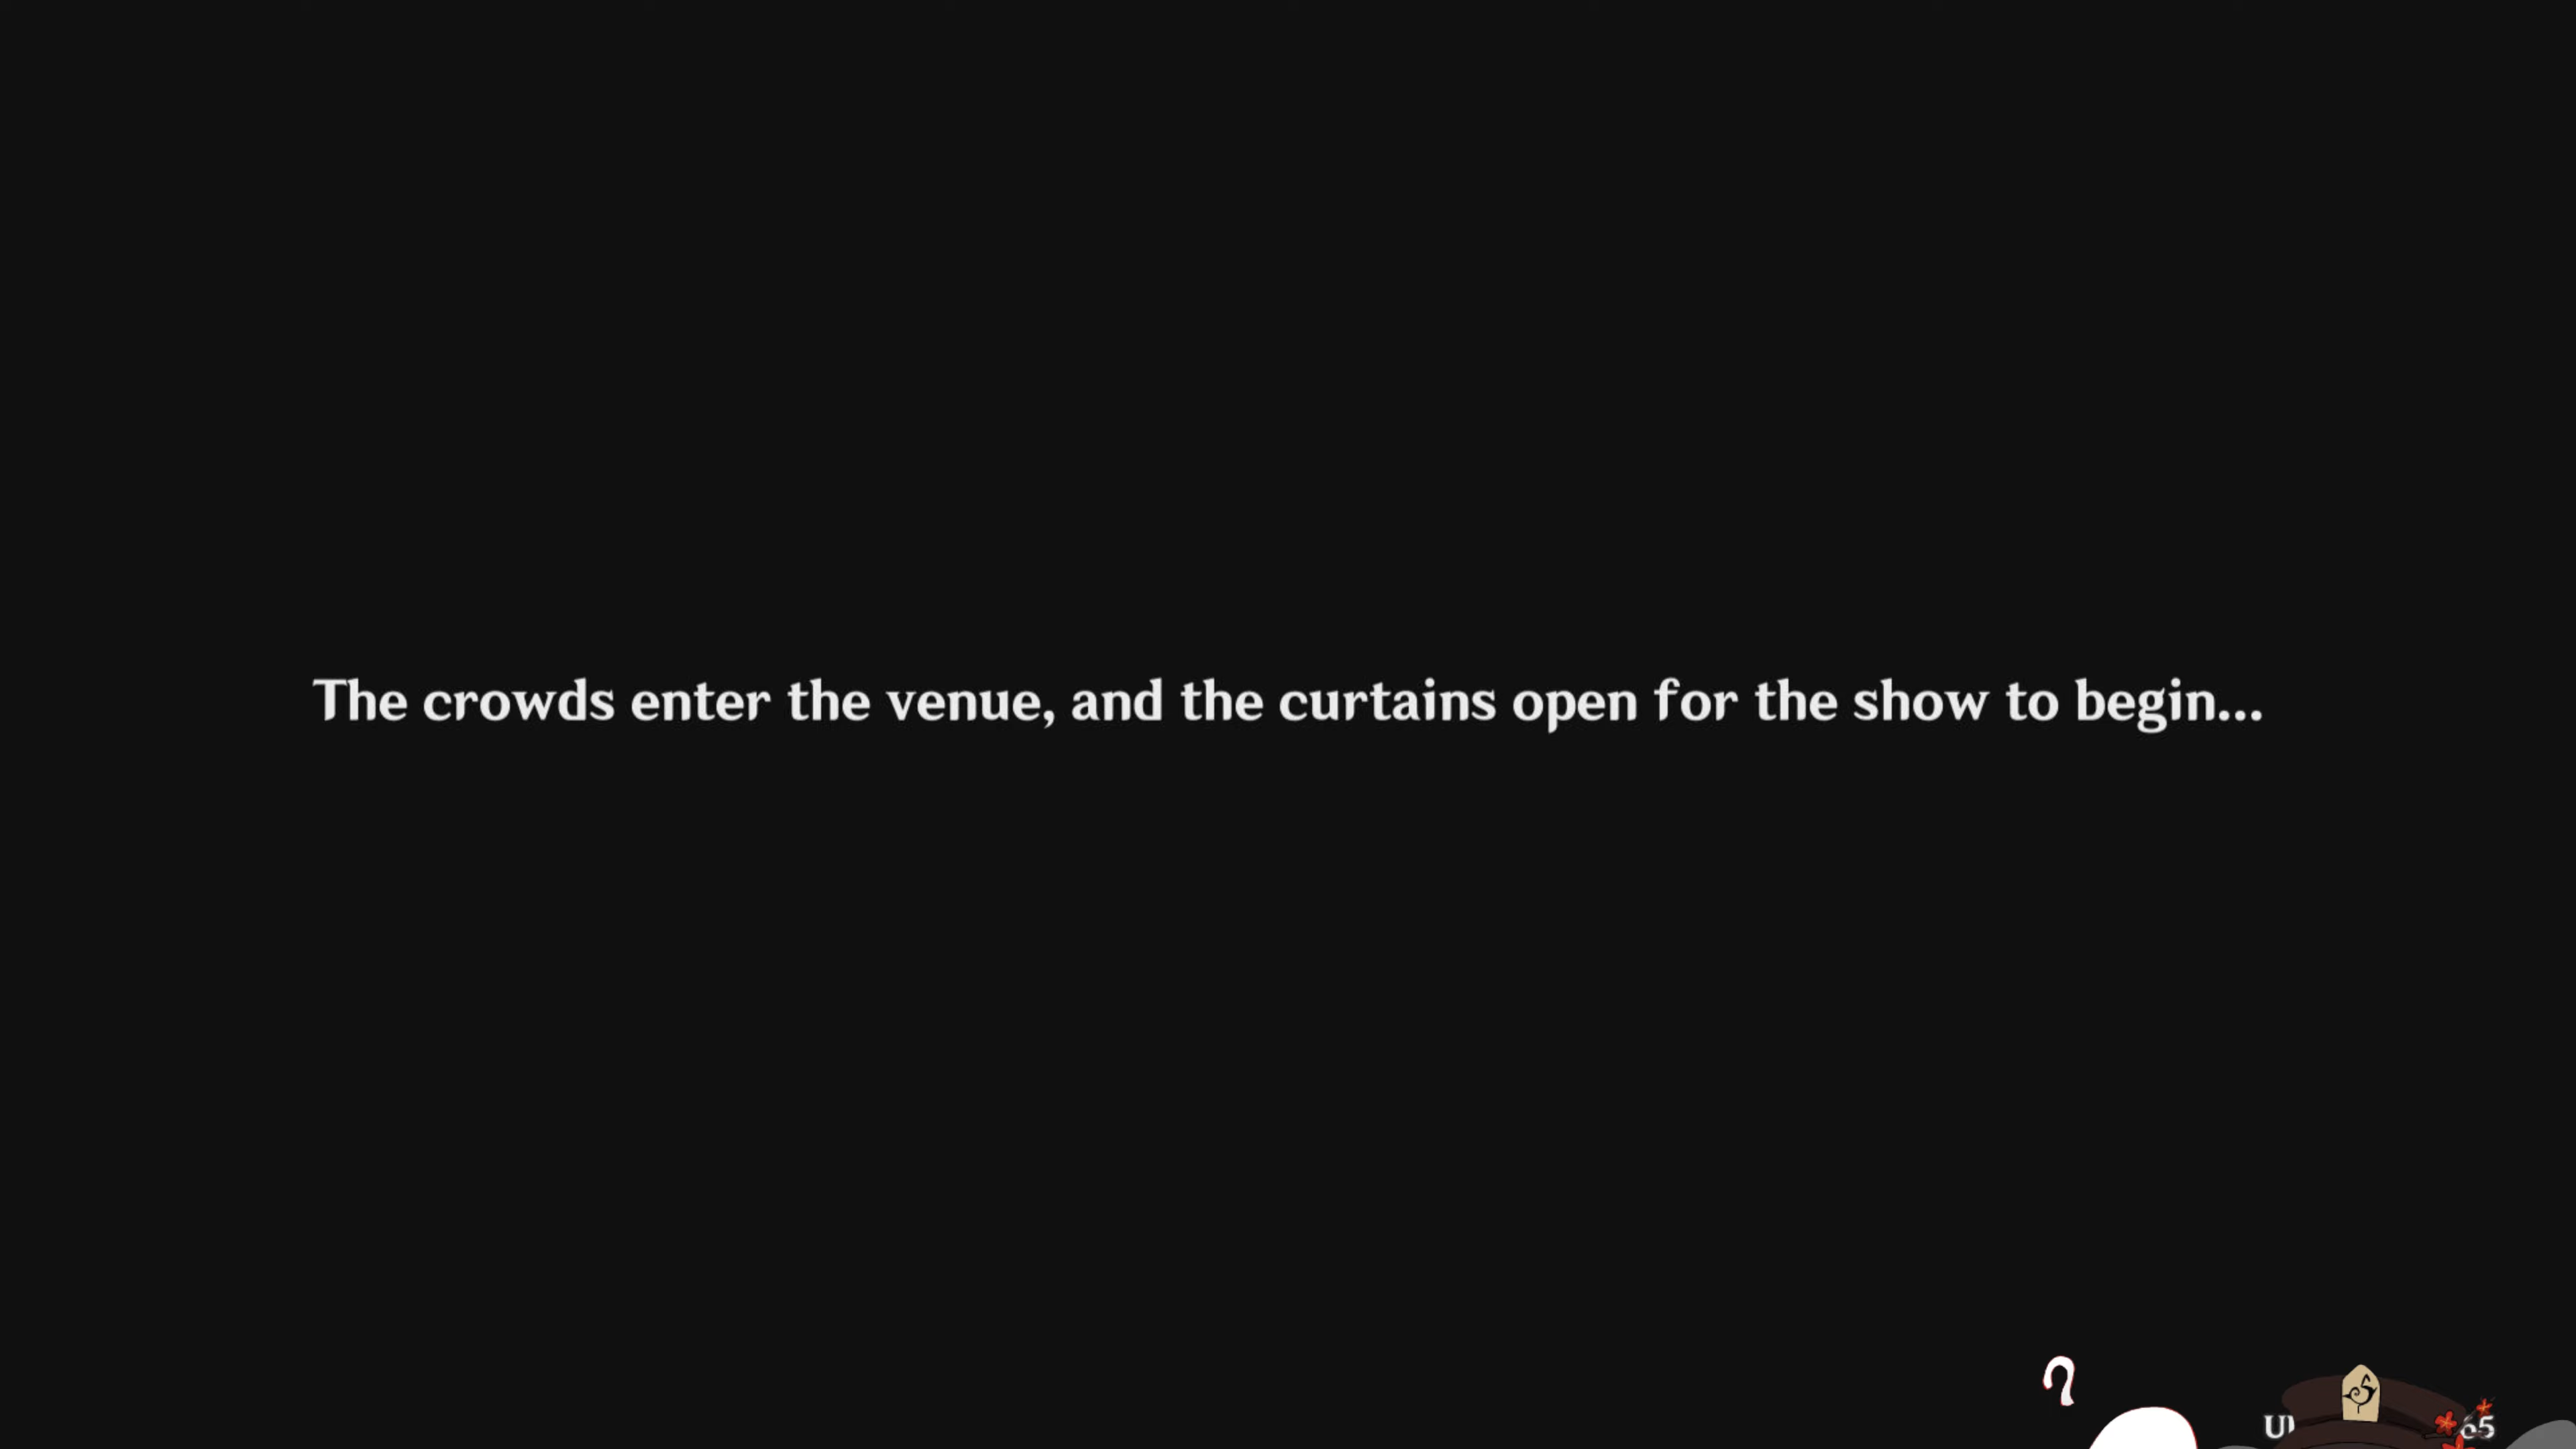 The crowds enter the venue, and the curtains open for the show to begin...
?